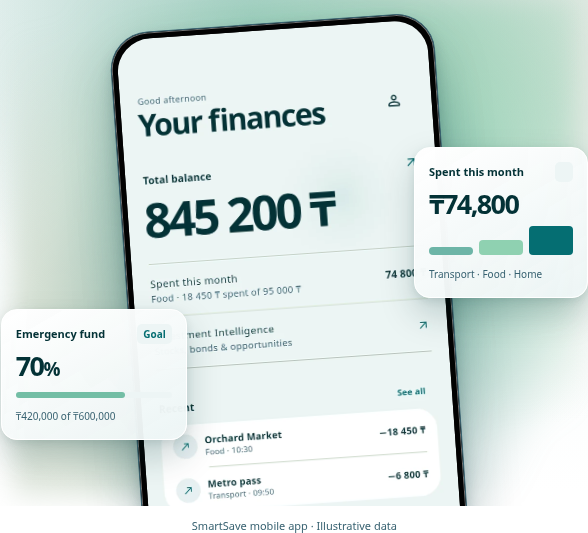 Good afternoon
Your finances
Total balance
845 200 ₸
Spent this month
74 800
Food · 18 450 ₸ spent of 95 000 ₸
Intelligence
bonds & opportunities
See all
Orchard Market
Food · 10:30
−18 450 ₸
Metro pass
Transport · 09:50
−6 800 ₸
Spent this month
₸74,800
Transport · Food · Home
Emergency fund
Goal
70%
₸420,000 of ₸600,000
SmartSave mobile app · Illustrative data